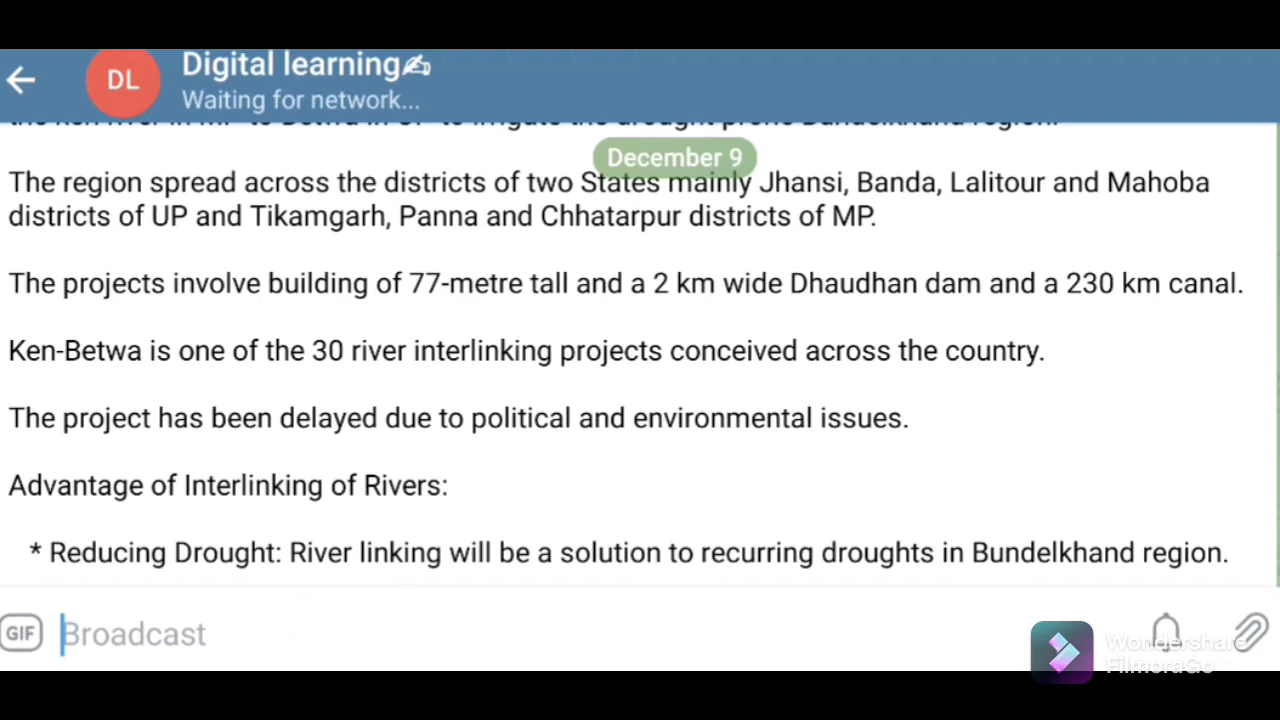 Digital learning✍
DL
Waiting for network...
December 9
The region spread across the districts of two States mainly Jhansi, Banda, Lalitour and Mahoba
districts of UP and Tikamgarh, Panna and Chhatarpur districts of MP.
The projects involve building of 77-metre tall and a 2 km wide Dhaudhan dam and a 230 km canal.
Ken-Betwa is one of the 30 river interlinking projects conceived across the country.
The project has been delayed due to political and environmental issues.
Advantage of Interlinking of Rivers:
* Reducing Drought: River linking will be a solution to recurring droughts in Bundelkhand region.
GIF
Broadcast
Wondershare
FilmoraGo